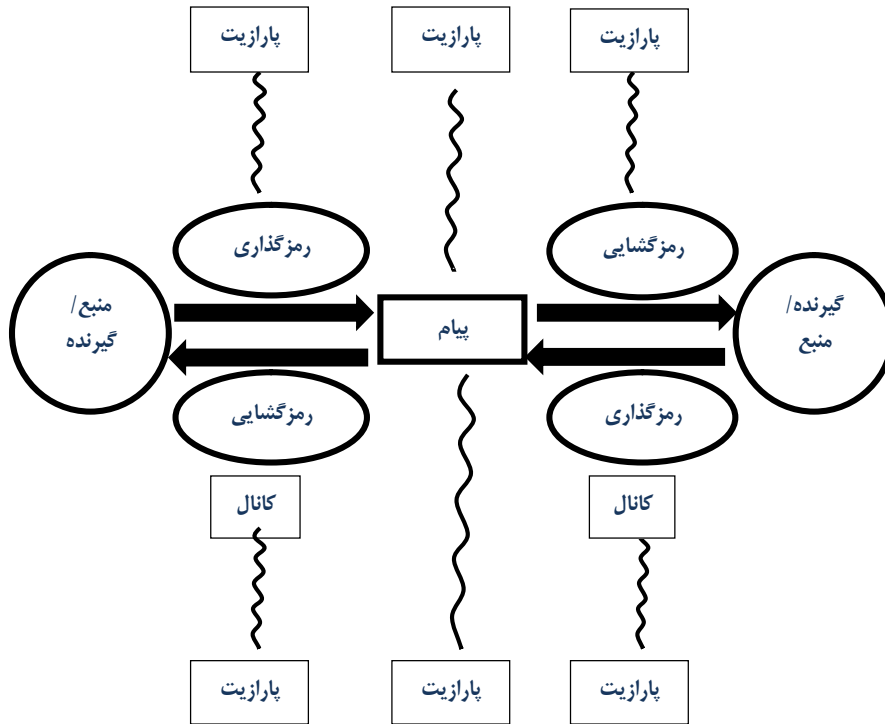 پارازیت
پارازیت
پارازیت
رمزگشایی
رمزگذاری
گیرنده/
منبع
پیام
منبع/
گیرنده
رمزگذاری
رمزگشایی
کانال
کانال
پارازیت
پارازیت
پارازیت